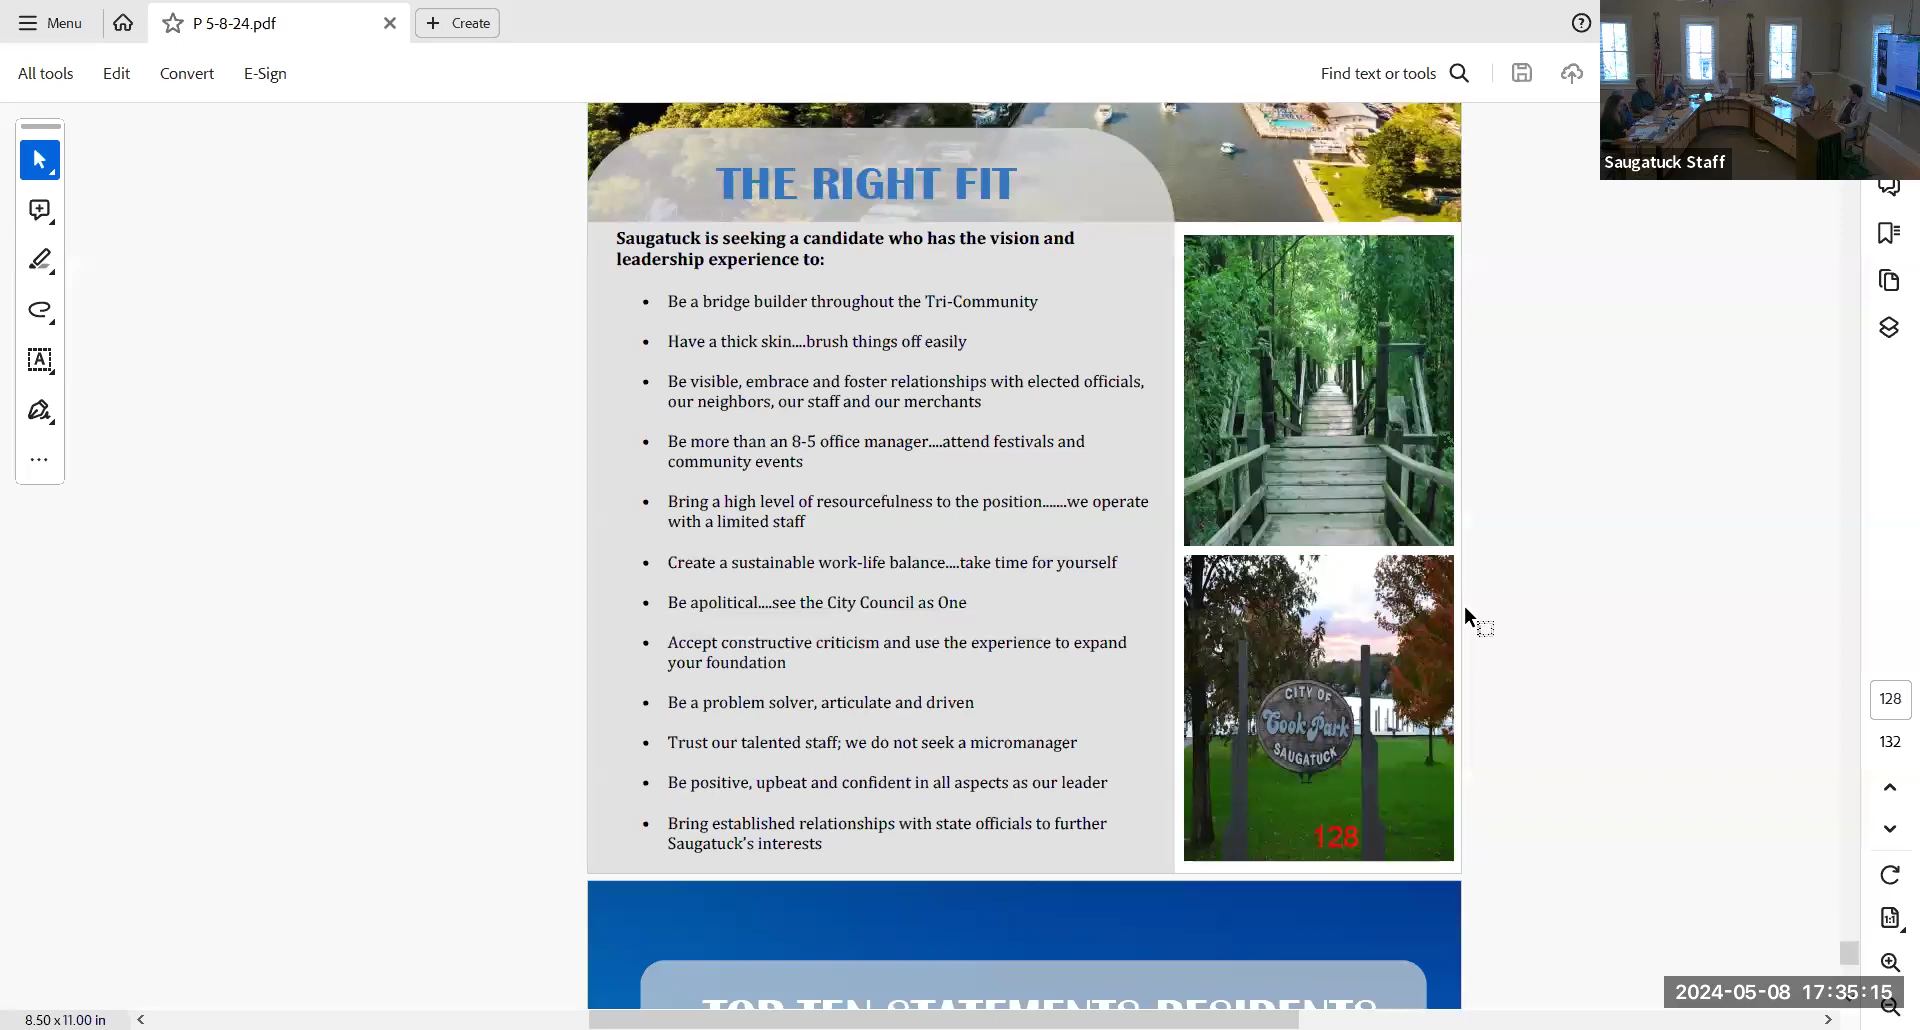 Menu
P 5-8-24.pdf
Create
All tools
Edit
Convert
E-Sign
Find text or tools
Saugatuck Staff
THE RIGHT FIT
Saugatuck is seeking a candidate who has the vision and
leadership experience to:
• Be a bridge builder throughout the Tri-Community
• Have a thick skin....brush things off easily
• Be visible, embrace and foster relationships with elected officials,
our neighbors, our staff and our merchants
• Be more than an 8-5 office manager....attend festivals and
community events
• Bring a high level of resourcefulness to the position.......we operate
with a limited staff
• Create a sustainable work-life balance....take time for yourself
• Be apolitical....see the City Council as One
• Accept constructive criticism and use the experience to expand
your foundation
• Be a problem solver, articulate and driven
• Trust our talented staff; we do not seek a micromanager
• Be positive, upbeat and confident in all aspects as our leader
• Bring established relationships with state officials to further
Saugatuck's interests
CITY OF
Cook Park
SAUGATUCK
128
128
132
TOP TEN STATEMENTS RESIDENTS
2024-05-08 17:35:15
8.50 x 11.00 in